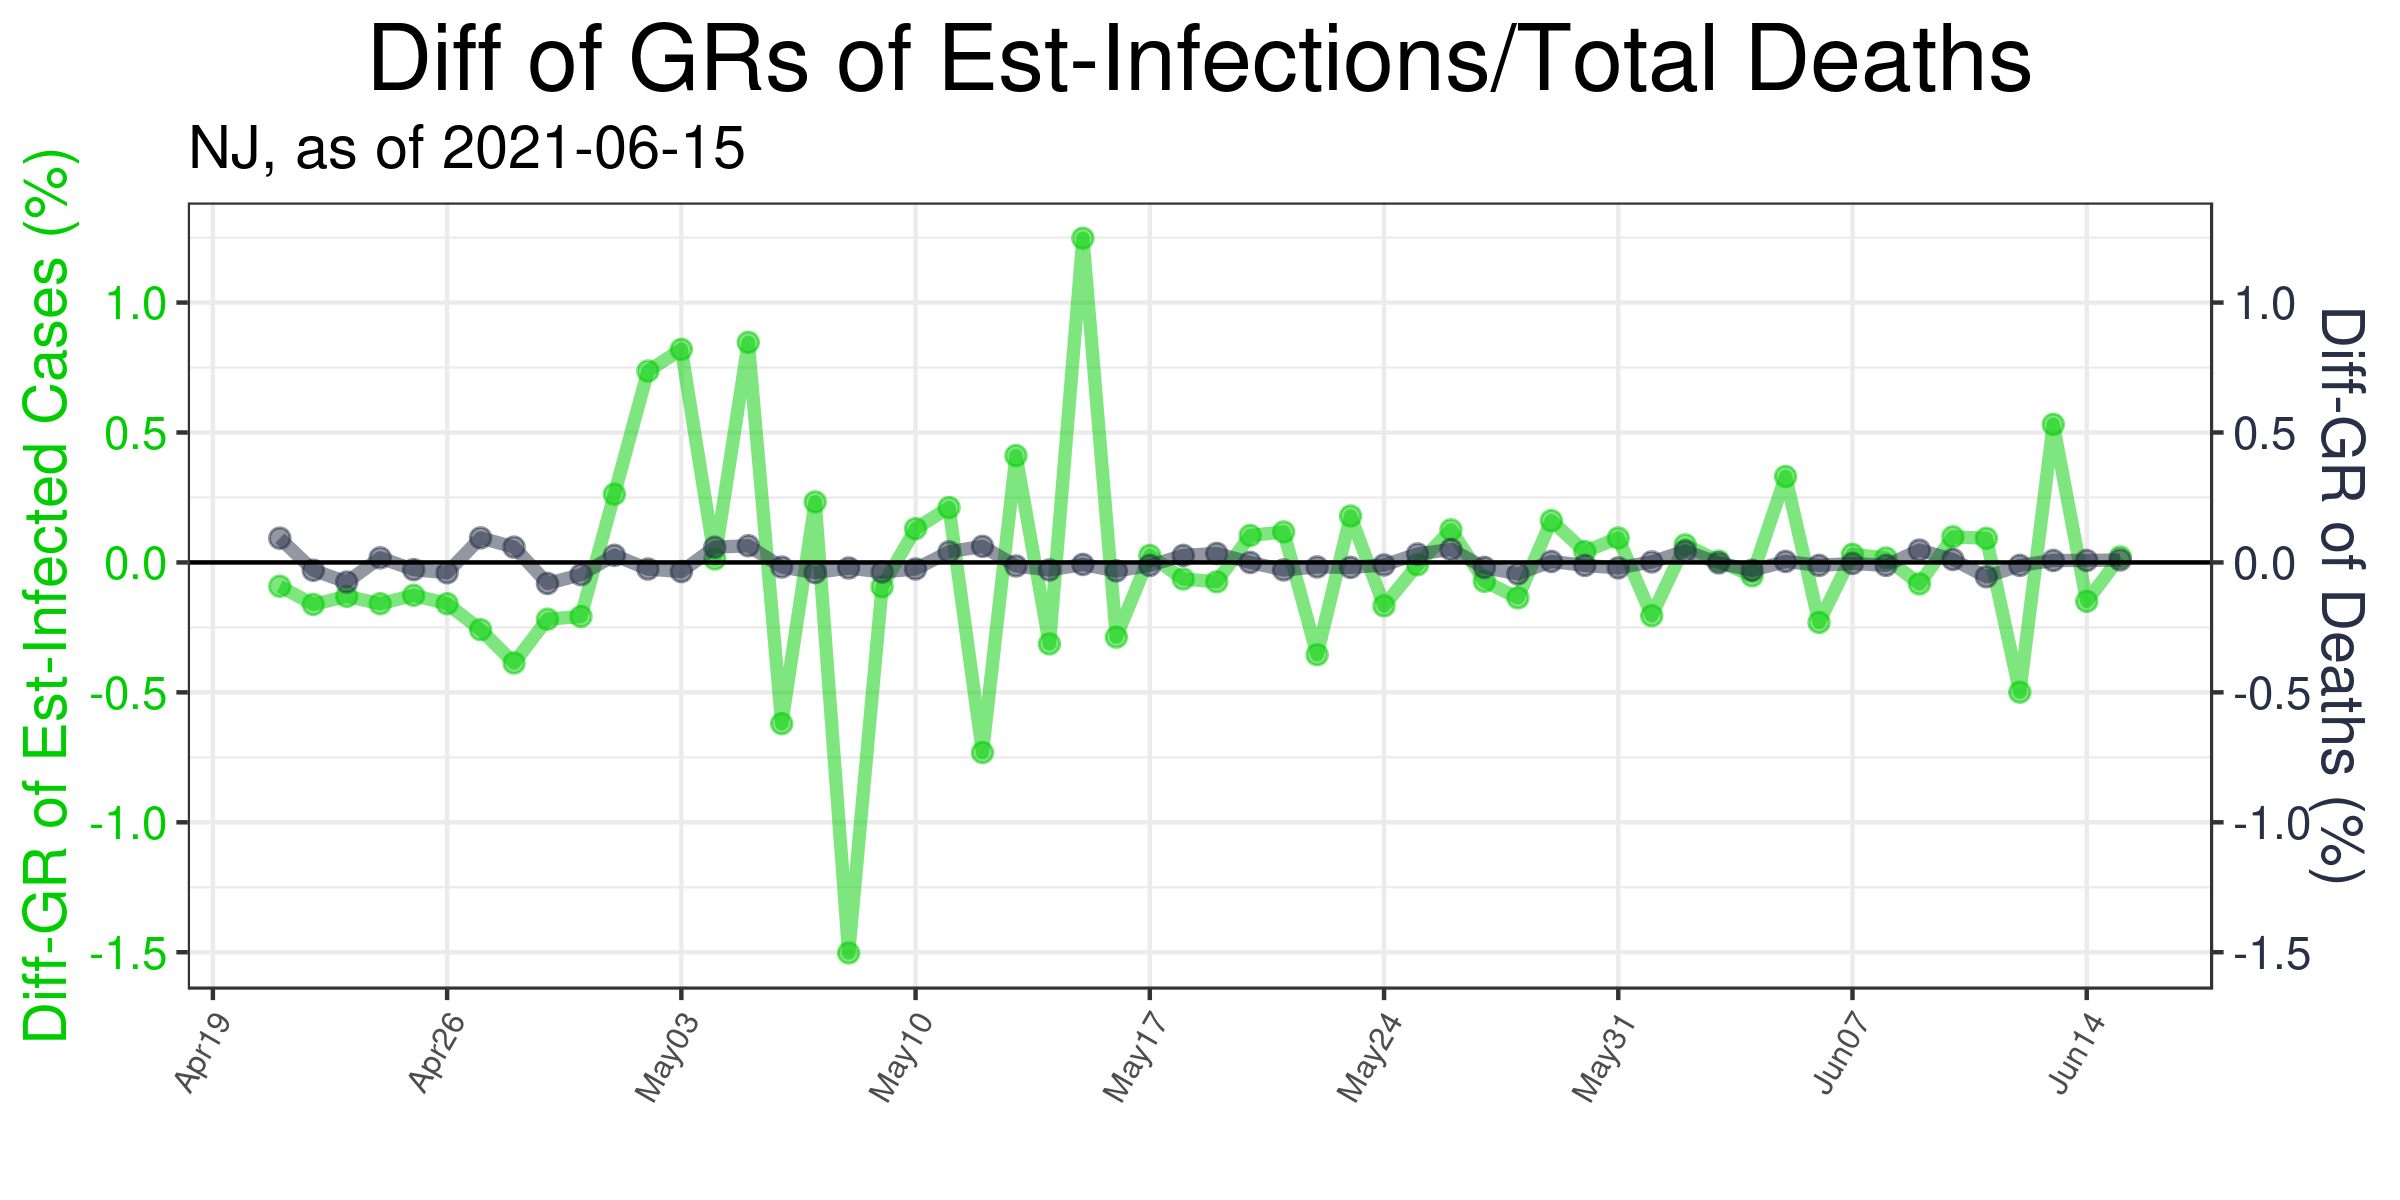 Diff of GRs of Est-Infections/Total Deaths
NJ, as of 2021-06-15
Diff-GR of Est-Infected Cases (%)
1.0
0.5
0.0
-0.5
-1.0
-1.5
1.0
0.5
0.0
-0.5
-1.0
-1.5
Diff-GR of Deaths (%)
Apr19
Apr26
May03
May10
May17
May24
May31
Jun07
Jun14